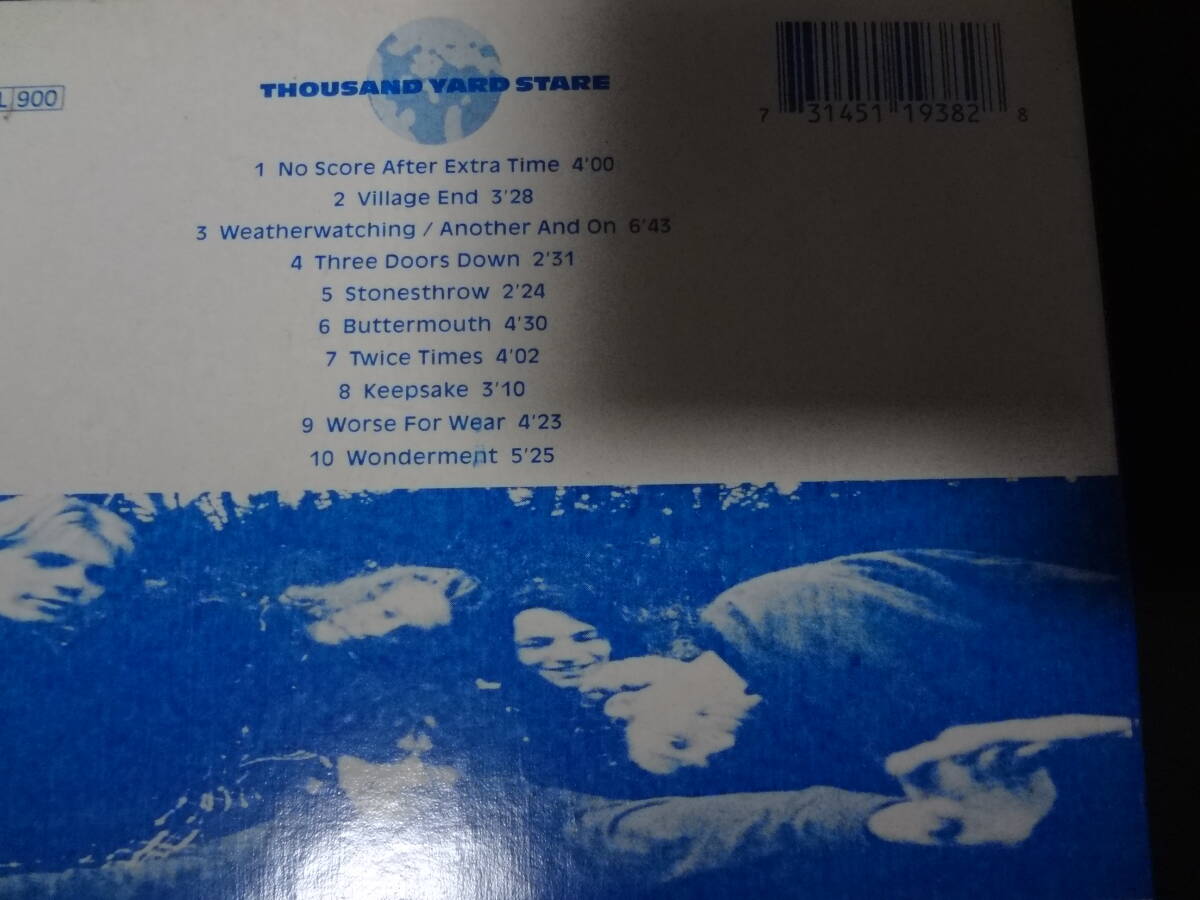 THOUSAND YARD STARE
L 900
7 31451 19382 8
1 No Score After Extra Time 4'00
2 Village End 3'28
3 Weatherwatching / Another And On 6'43
4 Three Doors Down 2'31
5 Stonesthrow 2'24
6 Buttermouth 4'30
7 Twice Times 4'02
8 Keepsake 3'10
9 Worse For Wear 4'23
10 Wonderment 5'25